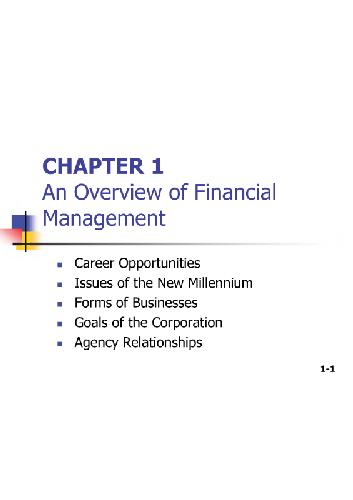 CHAPTER 1
An Overview of Financial
Management
Career Opportunities
Issues of the New Millennium
Forms of Businesses
Goals of the Corporation
Agency Relationships
1-1